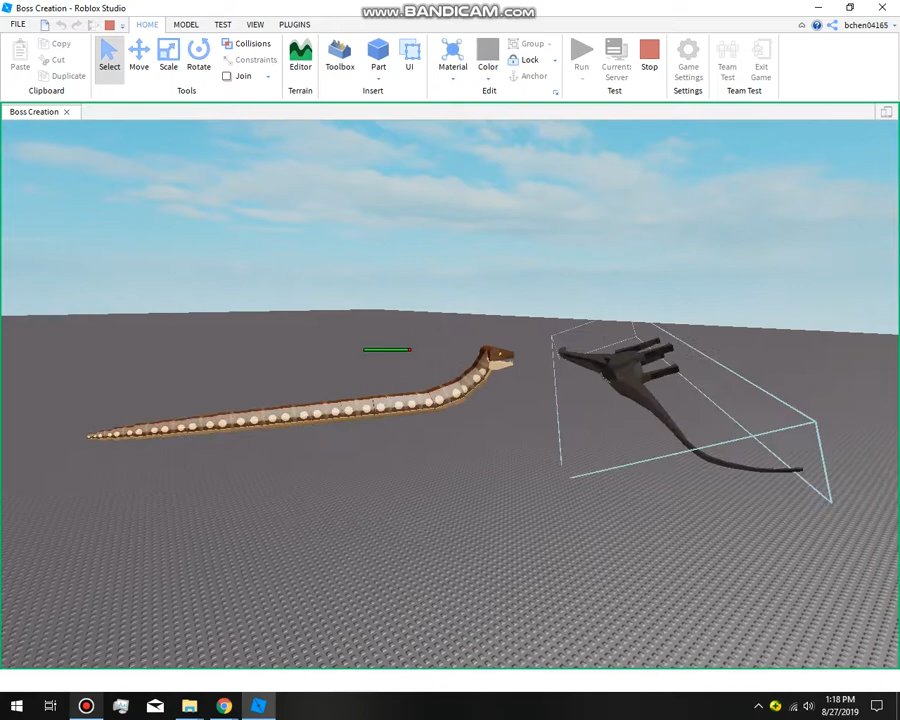 Boss Creation - Roblox Studio
www.BANDICAM.com
FILE HOME MODEL TEST VIEW PLUGINS bchen04165
Paste Copy Cut Duplicate
Select Move Scale Rotate Collisions Constraints Join
Editor Toolbox Part UI
Material Color Group Lock Anchor
Run Current: Server Stop
Game Settings Team Test Exit Game
Clipboard Tools Terrain Insert Edit Test Settings Team Test
Boss Creation
1:18 PM
8/27/2019